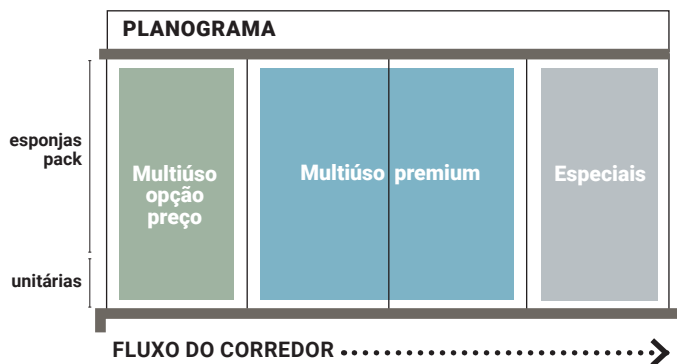 PLANOGRAMA
esponjas
pack
unitárias
Multiúso
opção
preço
Multiúso premium
Especiais
FLUXO DO CORREDOR